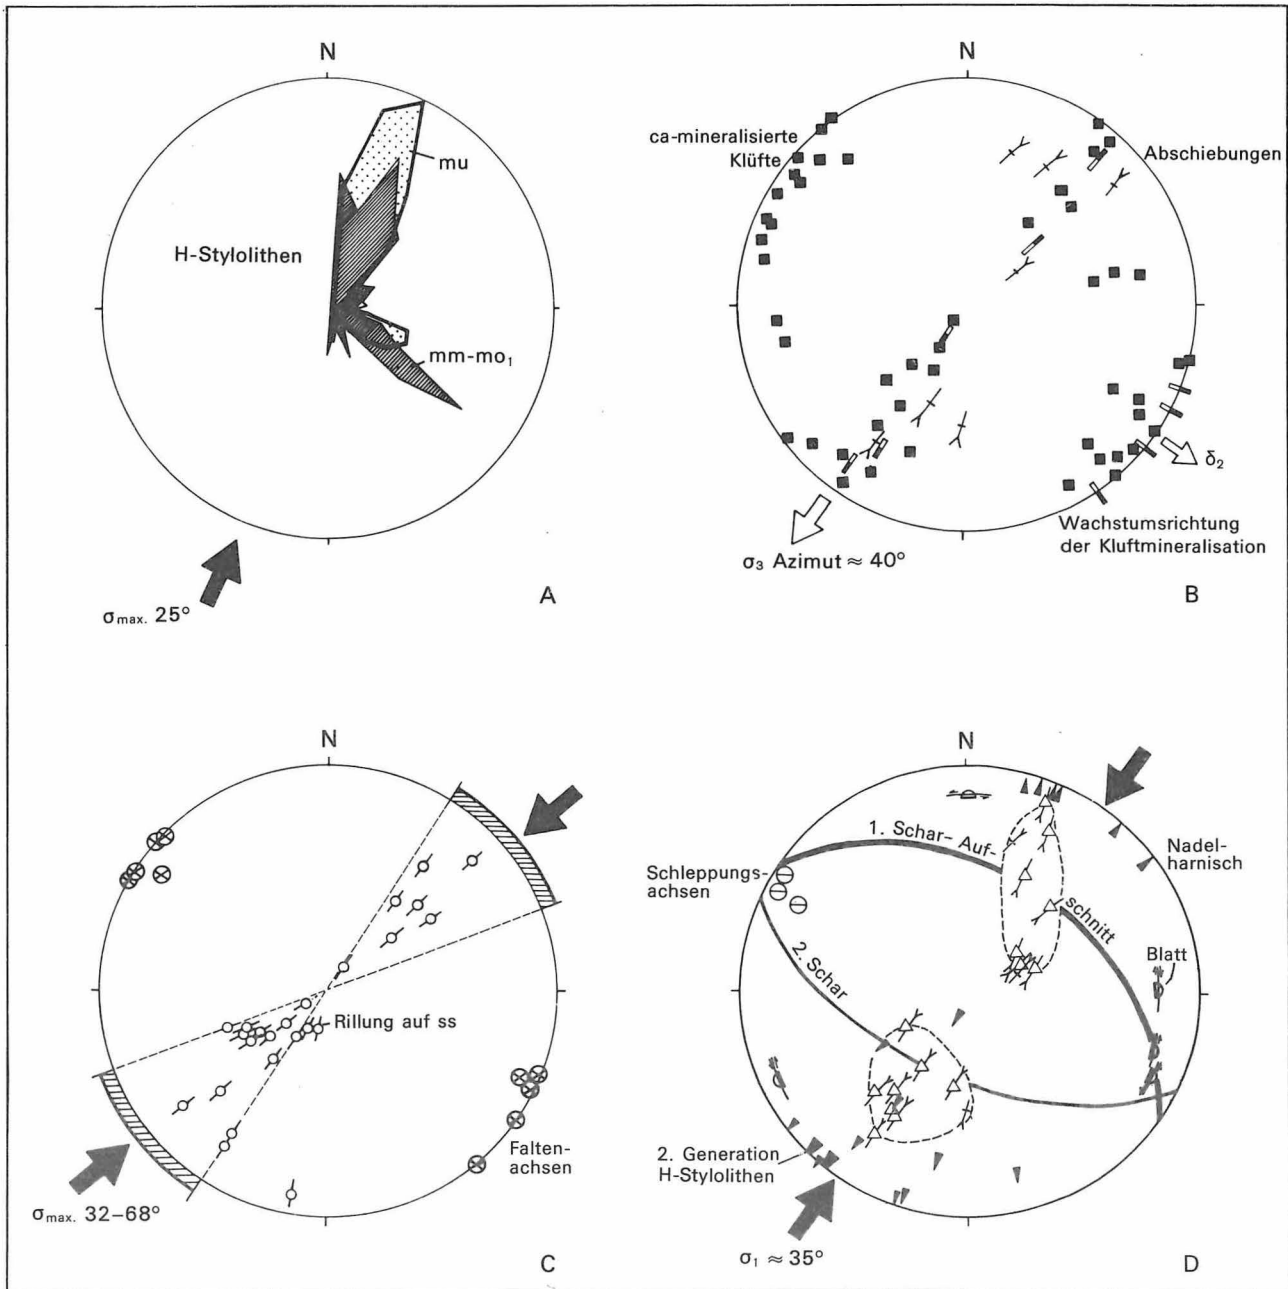 N
mu
H-Stylolithen
mm-mo₁
σmax. 25°
A
N
ca-mineralisierte
Klüfte
Abschiebungen
δ₂
Wachstumsrichtung
der Kluftmineralisation
σ₃ Azimut ≈ 40°
B
N
Rillung auf ss
Falten-
achsen
σmax. 32–68°
C
N
1. Schar- Auf-
schnitt
Nadel-
harnisch
Schleppungs-
achsen
2. Schar
Blatt
2. Generation
H-Stylolithen
σ₁ ≈ 35°
D